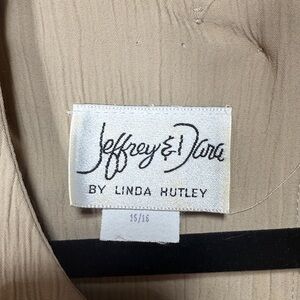 Jeffrey & Dara
BY LINDA HUTLEY
15/16